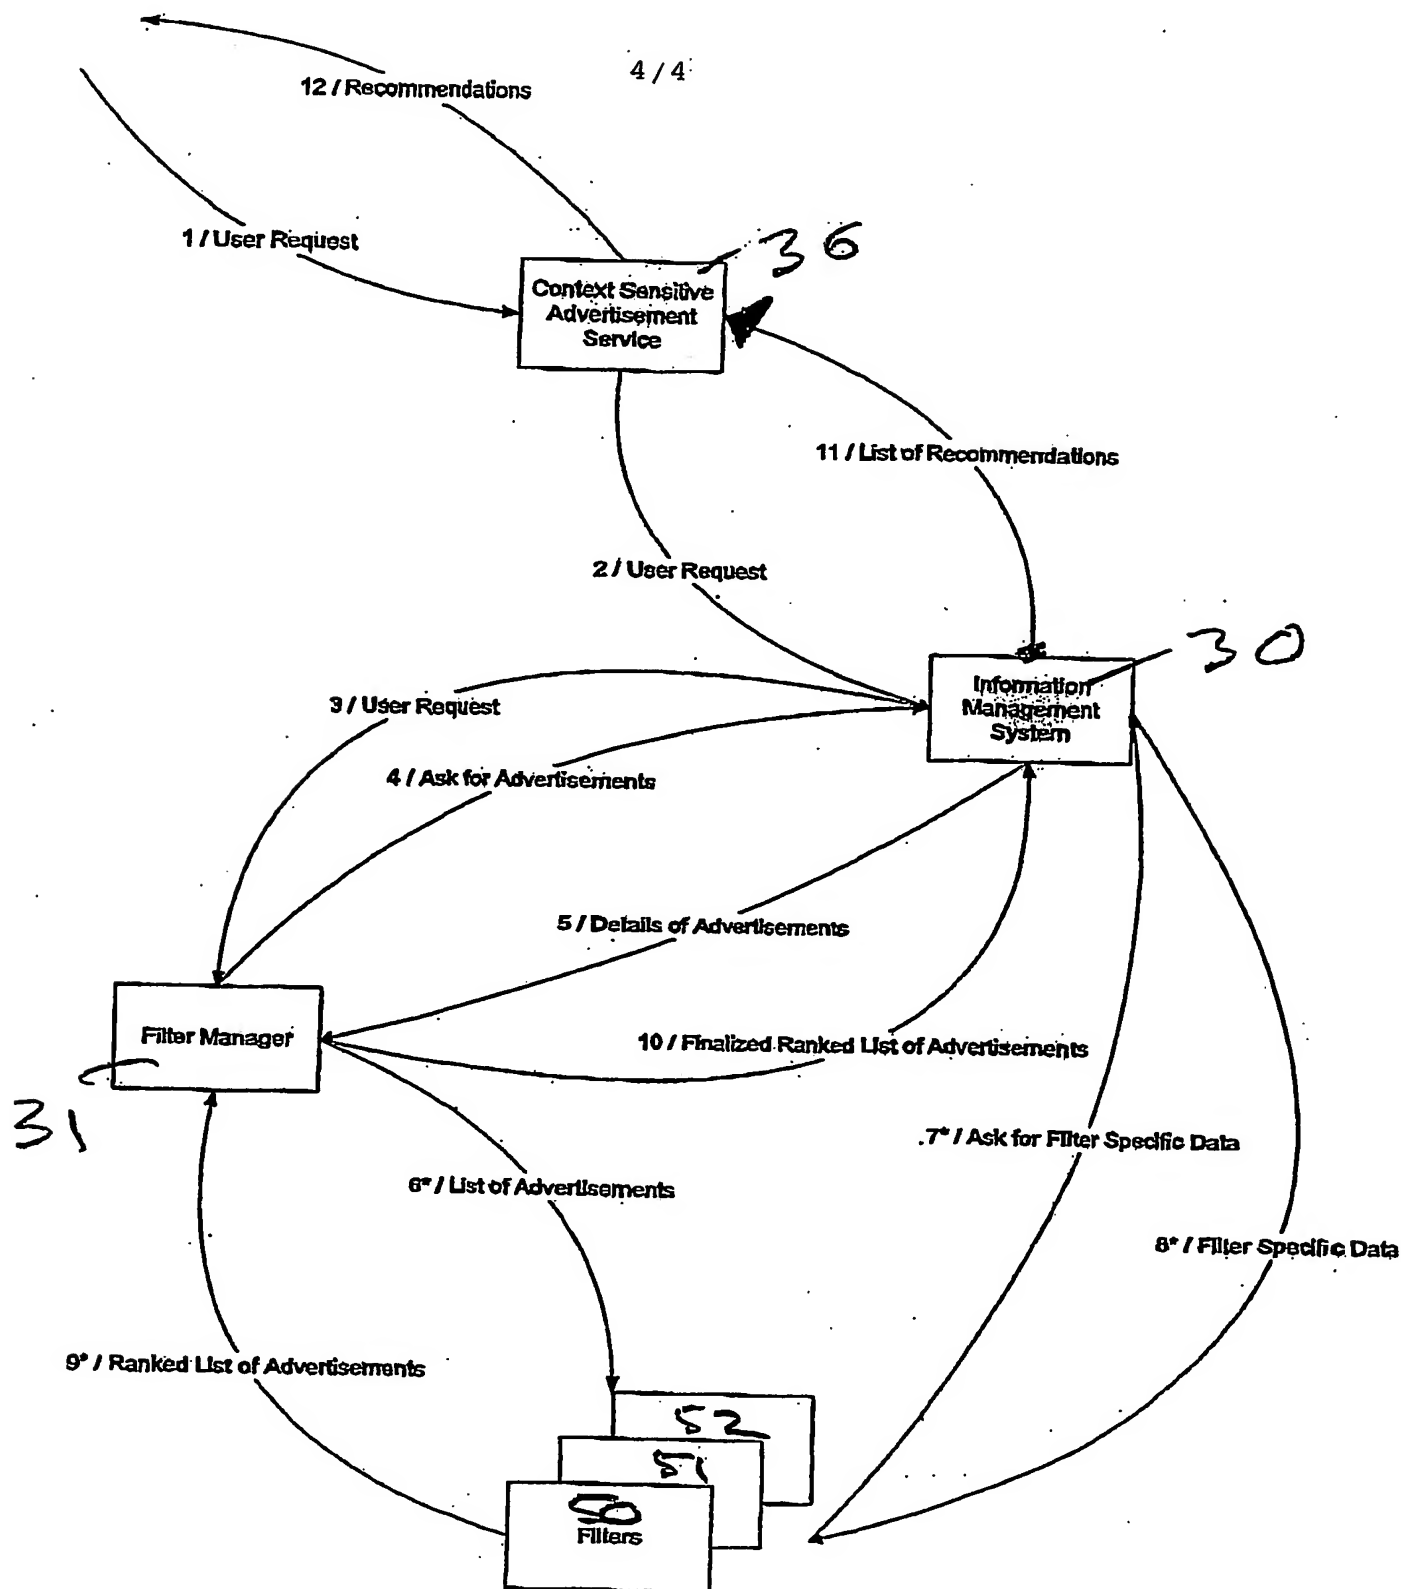 4/4
12 / Recommendations
1 / User Request
36
Context Sensitive
Advertisement
Service
11 / List of Recommendations
2 / User Request
30
Information
Management
System
3 / User Request
4 / Ask for Advertisements
5 / Details of Advertisements
Filter Manager
31
10 / Finalized Ranked List of Advertisements
7* / Ask for Filter Specific Data
6* / List of Advertisements
8* / Filter Specific Data
9* / Ranked List of Advertisements
52
51
50
Filters